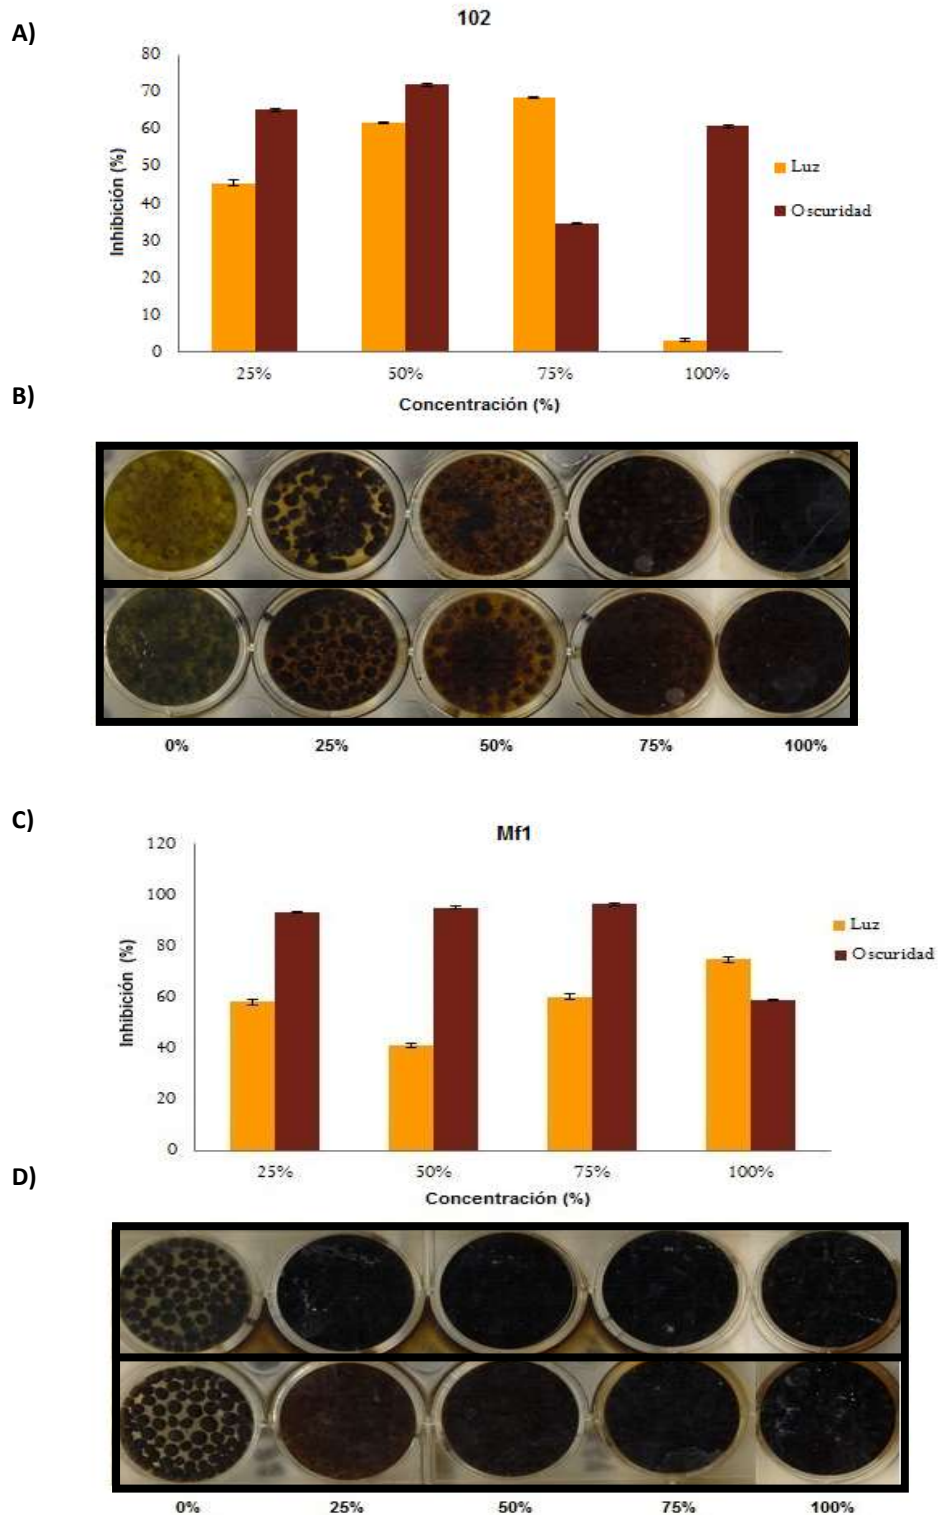 A)
102
80
70
60
50
40
30
20
10
0
Inhibición (%)
25% 50% 75% 100%
Concentración (%)
Luz
Oscuridad
B)
0% 25% 50% 75% 100%
C)
Mf1
120
100
80
60
40
20
0
Inhibición (%)
25% 50% 75% 100%
Concentración (%)
Luz
Oscuridad
D)
0% 25% 50% 75% 100%